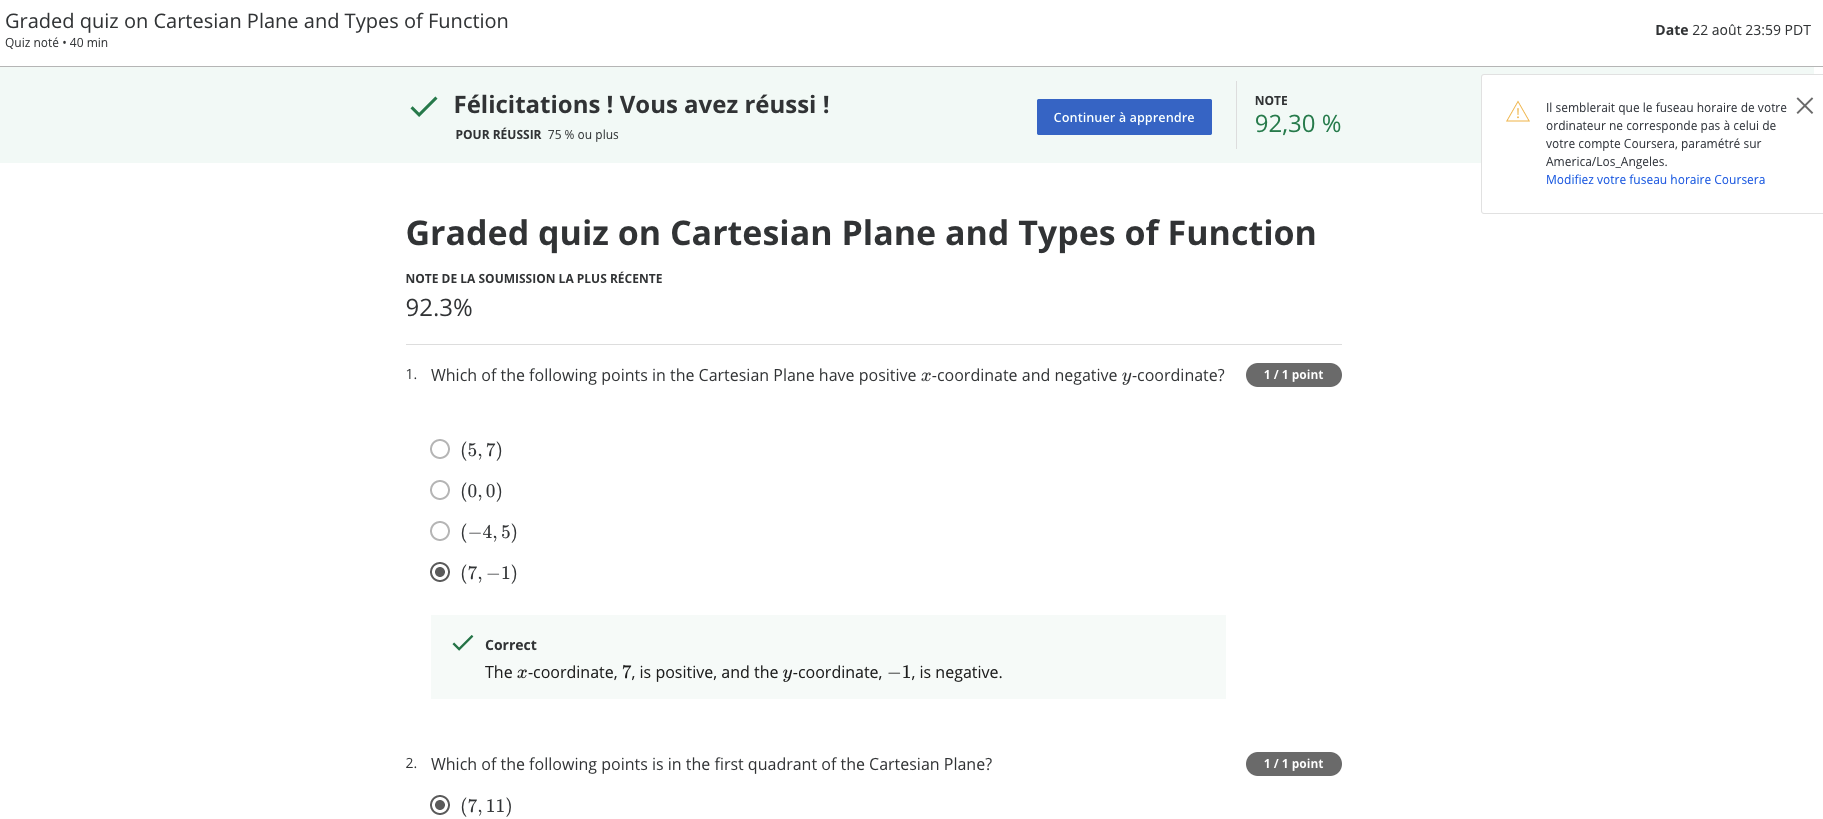 Graded quiz on Cartesian Plane and Types of Function
Quiz noté • 40 min
Date 22 août 23:59 PDT
Félicitations ! Vous avez réussi !
POUR RÉUSSIR 75 % ou plus
Continuer à apprendre
NOTE
92,30 %
Il semblerait que le fuseau horaire de votre
ordinateur ne corresponde pas à celui de
votre compte Coursera, paramétré sur
America/Los_Angeles.
Modifiez votre fuseau horaire Coursera
Graded quiz on Cartesian Plane and Types of Function
NOTE DE LA SOUMISSION LA PLUS RÉCENTE
92.3%
1. Which of the following points in the Cartesian Plane have positive x-coordinate and negative y-coordinate?
1 / 1 point
(5, 7)
(0, 0)
(−4, 5)
(7, −1)
Correct
The x-coordinate, 7, is positive, and the y-coordinate, −1, is negative.
2. Which of the following points is in the first quadrant of the Cartesian Plane?
1 / 1 point
(7, 11)